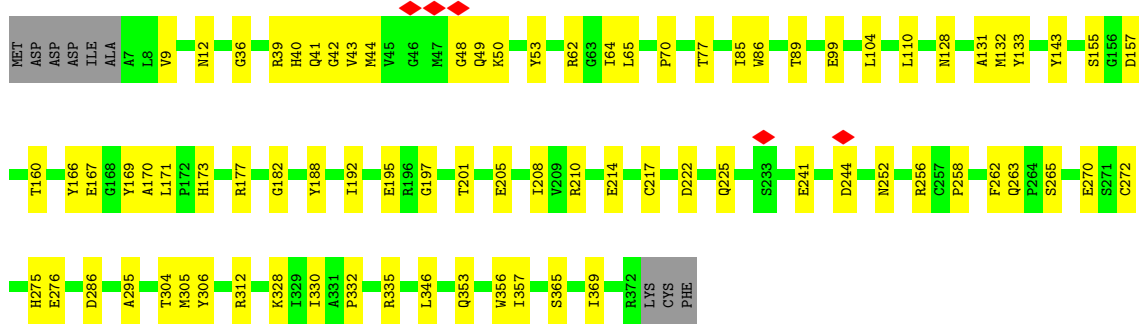 MET ASP ASP ASP ILE ALA A7 L8 V9 N12 G36 R39 H40 Q41 G42 V43 M44 V45 G46 M47 G48 Q49 K50 Y53 R62 G63 I64 L65 P70 T77 I85 W86 T89 E99 L104 L110 N128 A131 M132 Y133 Y143 S155 G156 D157
T160 Y166 E167 G168 Y169 A170 L171 P172 H173 R177 G182 Y188 I192 E195 R196 G197 T201 E205 I208 V209 R210 E214 C217 D222 Q225 S233 E241 D244 N252 R256 C257 P258 F262 Q263 P264 S265 E270 S271 C272
H275 E276 D286 A295 T304 M305 Y306 R312 K328 I329 I330 A331 P332 R335 L346 Q353 W356 I357 S365 I369 R372 LYS CYS PHE